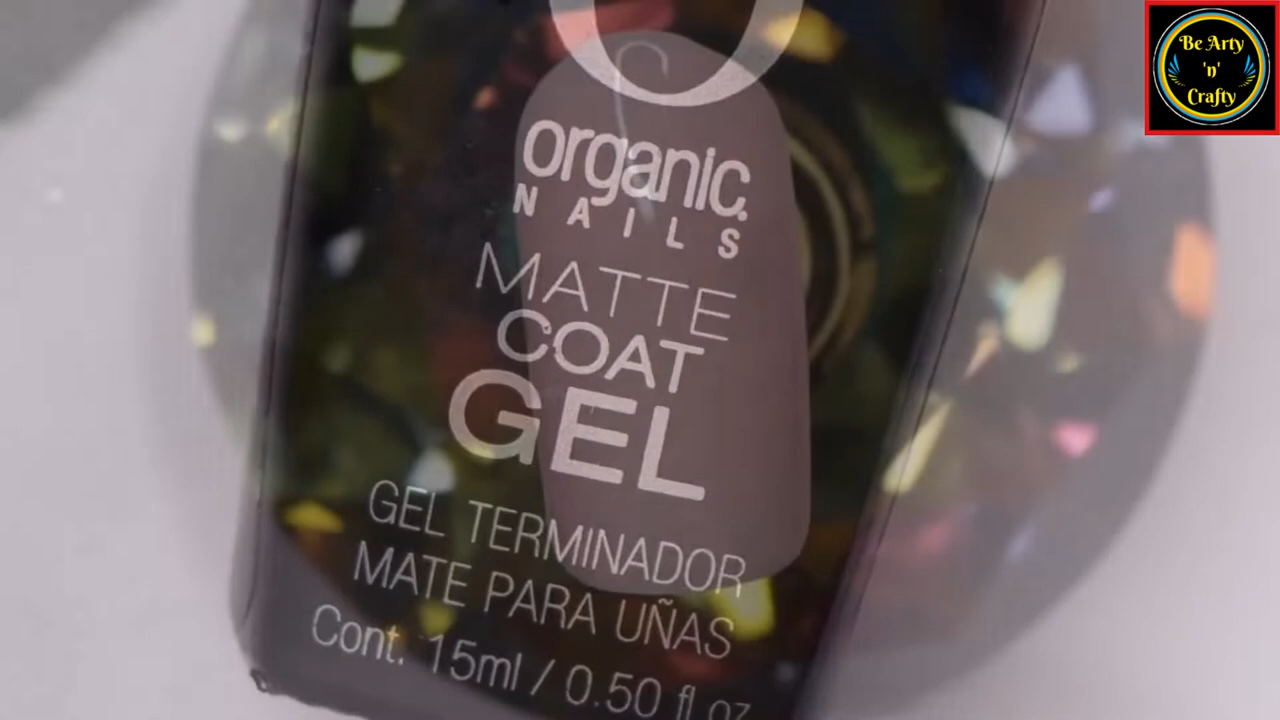 Be Arty
'n'
Crafty
organic.
NAILS
MATTE
COAT
GEL
GEL TERMINADOR
MATE PARA UÑAS
Cont. 15ml / 0.50 fl oz